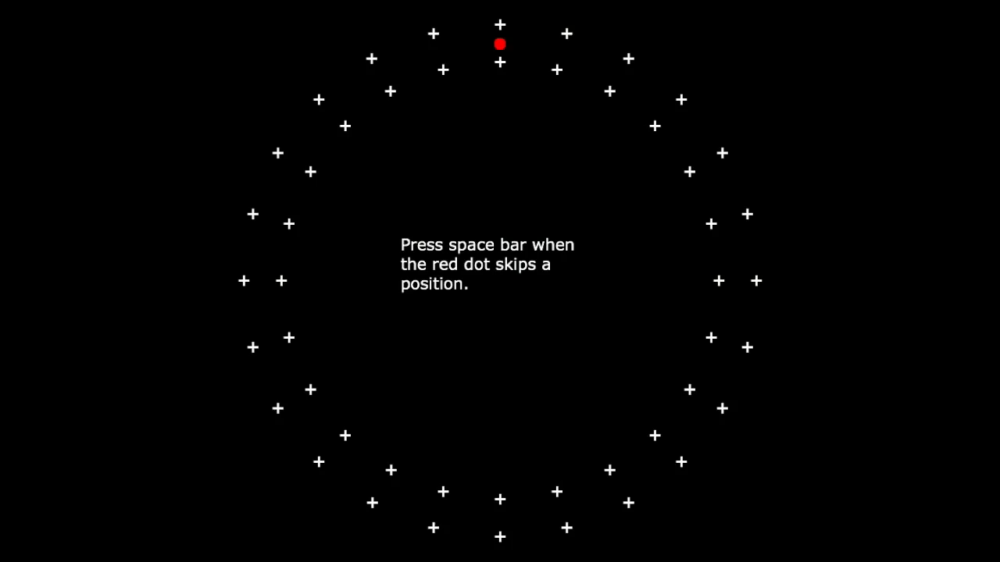 Press space bar when
the red dot skips a
position.